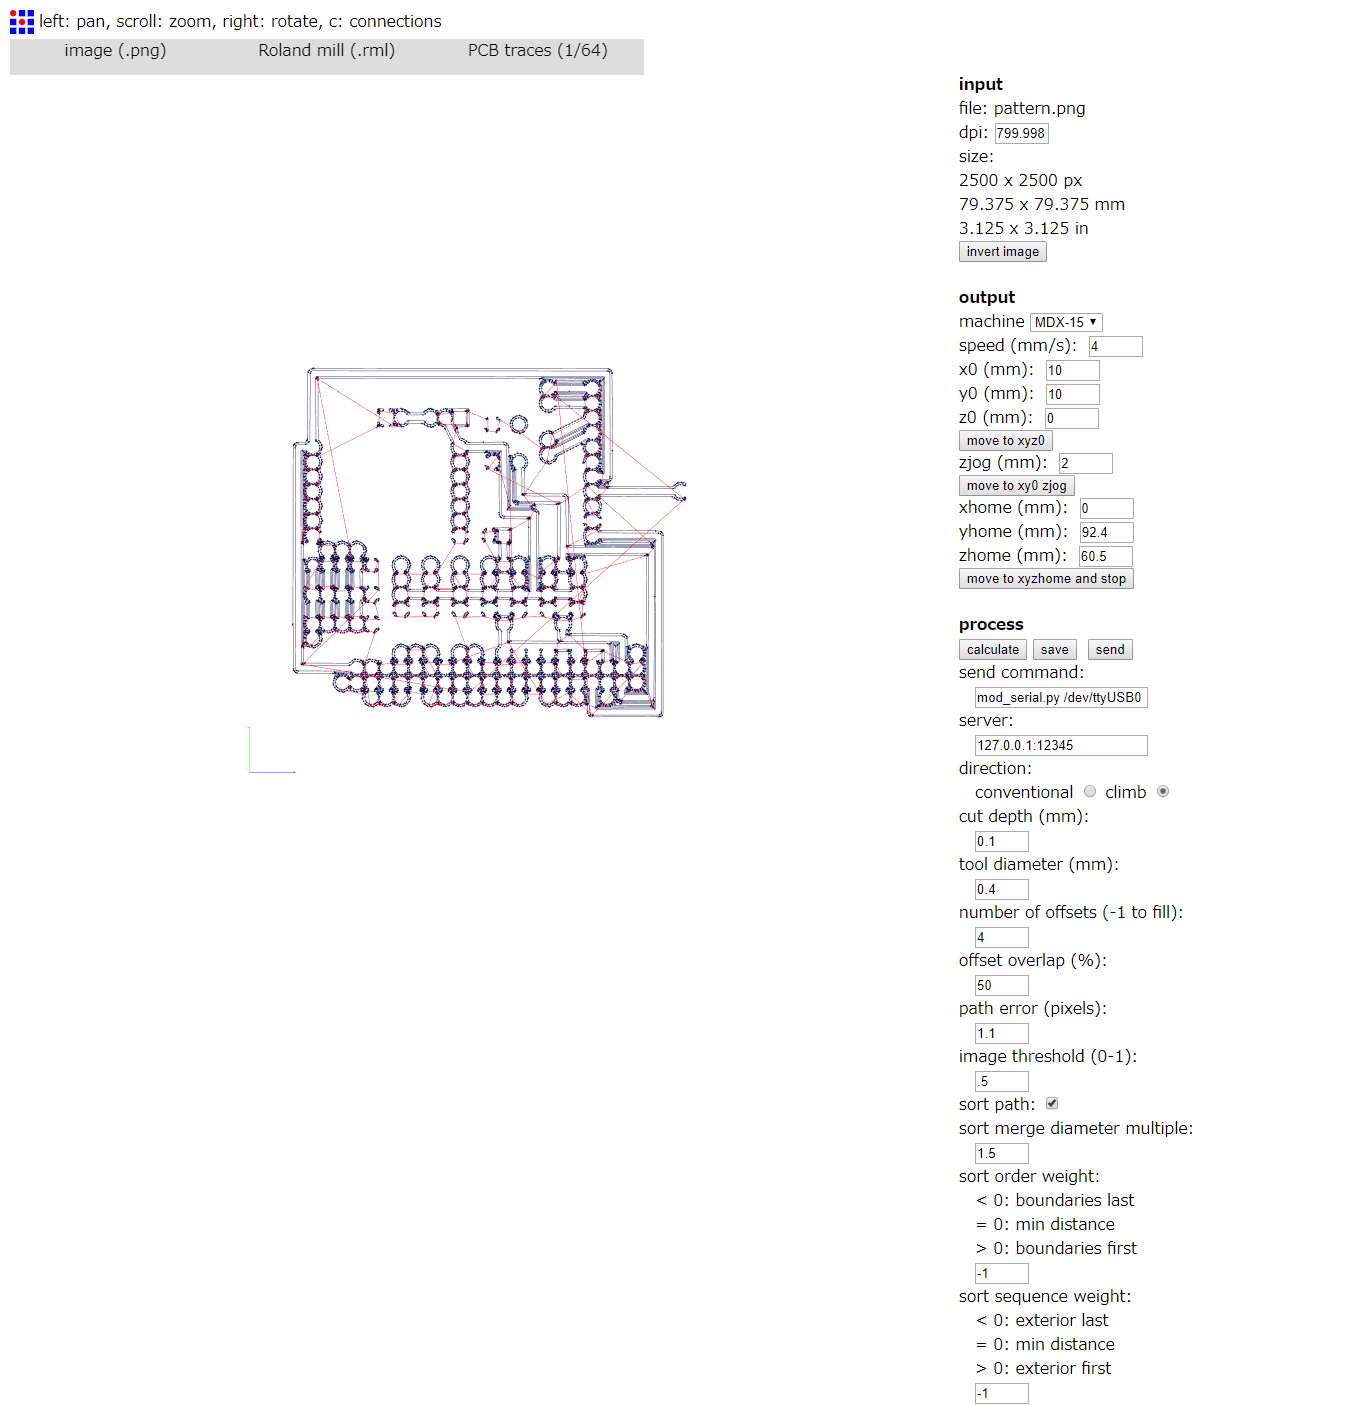 left: pan, scroll: zoom, right: rotate, c: connections
image (.png) Roland mill (.rml) PCB traces (1/64)
input
file: pattern.png
dpi: 799.998
size:
2500 x 2500 px
79.375 x 79.375 mm
3.125 x 3.125 in
invert image
output
machine MDX-15
speed (mm/s): 4
x0 (mm): 10
y0 (mm): 10
z0 (mm): 0
move to xyz0
zjog (mm): 2
move to xy0 zjog
xhome (mm): 0
yhome (mm): 92.4
zhome (mm): 60.5
move to xyzhome and stop
process
calculate save send
send command:
mod_serial.py /dev/ttyUSB0
server:
127.0.0.1:12345
direction:
conventional climb
cut depth (mm):
0.1
tool diameter (mm):
0.4
number of offsets (-1 to fill):
4
offset overlap (%):
50
path error (pixels):
1.1
image threshold (0-1):
.5
sort path:
sort merge diameter multiple:
1.5
sort order weight:
< 0: boundaries last
= 0: min distance
> 0: boundaries first
-1
sort sequence weight:
< 0: exterior last
= 0: min distance
> 0: exterior first
-1